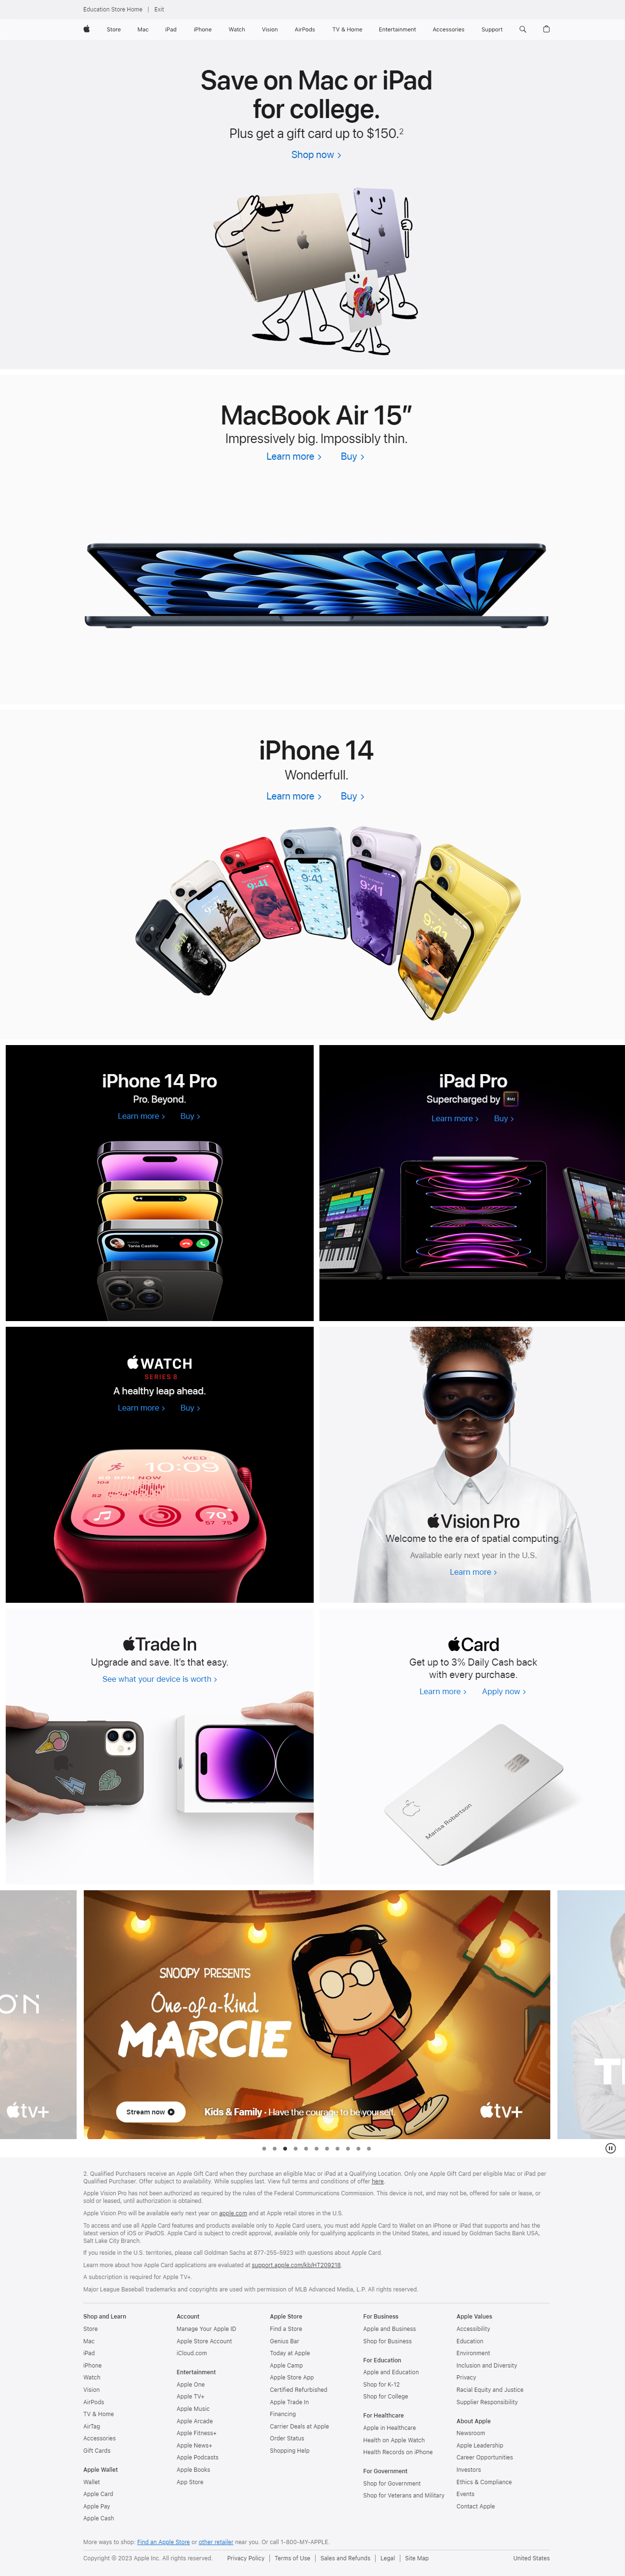 Education Store Home | Exit
Store Mac iPad iPhone Watch Vision AirPods TV & Home Entertainment Accessories Support
Save on Mac or iPad
for college.
Plus get a gift card up to $150.2
Shop now >
MacBook Air 15”
Impressively big. Impossibly thin.
Learn more > Buy >
iPhone 14
Wonderfull.
Learn more > Buy >
9:41
9:41
9:41
9:41
iPhone 14 Pro
Pro. Beyond.
Learn more > Buy >
Tania Castillo
iPad Pro
Supercharged by
Learn more > Buy >
WATCH
SERIES 8
A healthy leap ahead.
Learn more > Buy >
WED
10:09
NOW
70
57 75
Vision Pro
Welcome to the era of spatial computing.
Available early next year in the U.S.
Learn more >
Trade In
Upgrade and save. It’s that easy.
See what your device is worth >
Card
Get up to 3% Daily Cash back
with every purchase.
Learn more > Apply now >
Marisa Robertson
SNOOPY PRESENTS
One-of-a-Kind
MARCIE
Stream now
Kids & Family · Have the courage to be yourself.
tv+
tv+
2. Qualified Purchasers receive an Apple Gift Card when they purchase an eligible Mac or iPad at a Qualifying Location. Only one Apple Gift Card per eligible Mac or iPad per
Qualified Purchaser. Offer subject to availability. While supplies last. View full terms and conditions of offer here.
Apple Vision Pro has not been authorized as required by the rules of the Federal Communications Commission. This device is not, and may not be, offered for sale or lease, or
sold or leased, until authorization is obtained.
Apple Vision Pro will be available early next year on apple.com and at Apple retail stores in the U.S.
To access and use all Apple Card features and products available only to Apple Card users, you must add Apple Card to Wallet on an iPhone or iPad that supports and has the
latest version of iOS or iPadOS. Apple Card is subject to credit approval, available only for qualifying applicants in the United States, and issued by Goldman Sachs Bank USA,
Salt Lake City Branch.
If you reside in the U.S. territories, please call Goldman Sachs at 877-255-5923 with questions about Apple Card.
Learn more about how Apple Card applications are evaluated at support.apple.com/kb/HT209218.
A subscription is required for Apple TV+.
Major League Baseball trademarks and copyrights are used with permission of MLB Advanced Media, L.P. All rights reserved.
Shop and Learn
Store
Mac
iPad
iPhone
Watch
Vision
AirPods
TV & Home
AirTag
Accessories
Gift Cards
Apple Wallet
Wallet
Apple Card
Apple Pay
Apple Cash
Account
Manage Your Apple ID
Apple Store Account
iCloud.com
Entertainment
Apple One
Apple TV+
Apple Music
Apple Arcade
Apple Fitness+
Apple News+
Apple Podcasts
Apple Books
App Store
Apple Store
Find a Store
Genius Bar
Today at Apple
Apple Camp
Apple Store App
Certified Refurbished
Apple Trade In
Financing
Carrier Deals at Apple
Order Status
Shopping Help
For Business
Apple and Business
Shop for Business
For Education
Apple and Education
Shop for K-12
Shop for College
For Healthcare
Apple in Healthcare
Health on Apple Watch
Health Records on iPhone
For Government
Shop for Government
Shop for Veterans and Military
Apple Values
Accessibility
Education
Environment
Inclusion and Diversity
Privacy
Racial Equity and Justice
Supplier Responsibility
About Apple
Newsroom
Apple Leadership
Career Opportunities
Investors
Ethics & Compliance
Events
Contact Apple
More ways to shop: Find an Apple Store or other retailer near you. Or call 1-800-MY-APPLE.
Copyright © 2023 Apple Inc. All rights reserved. Privacy Policy | Terms of Use | Sales and Refunds | Legal | Site Map United States